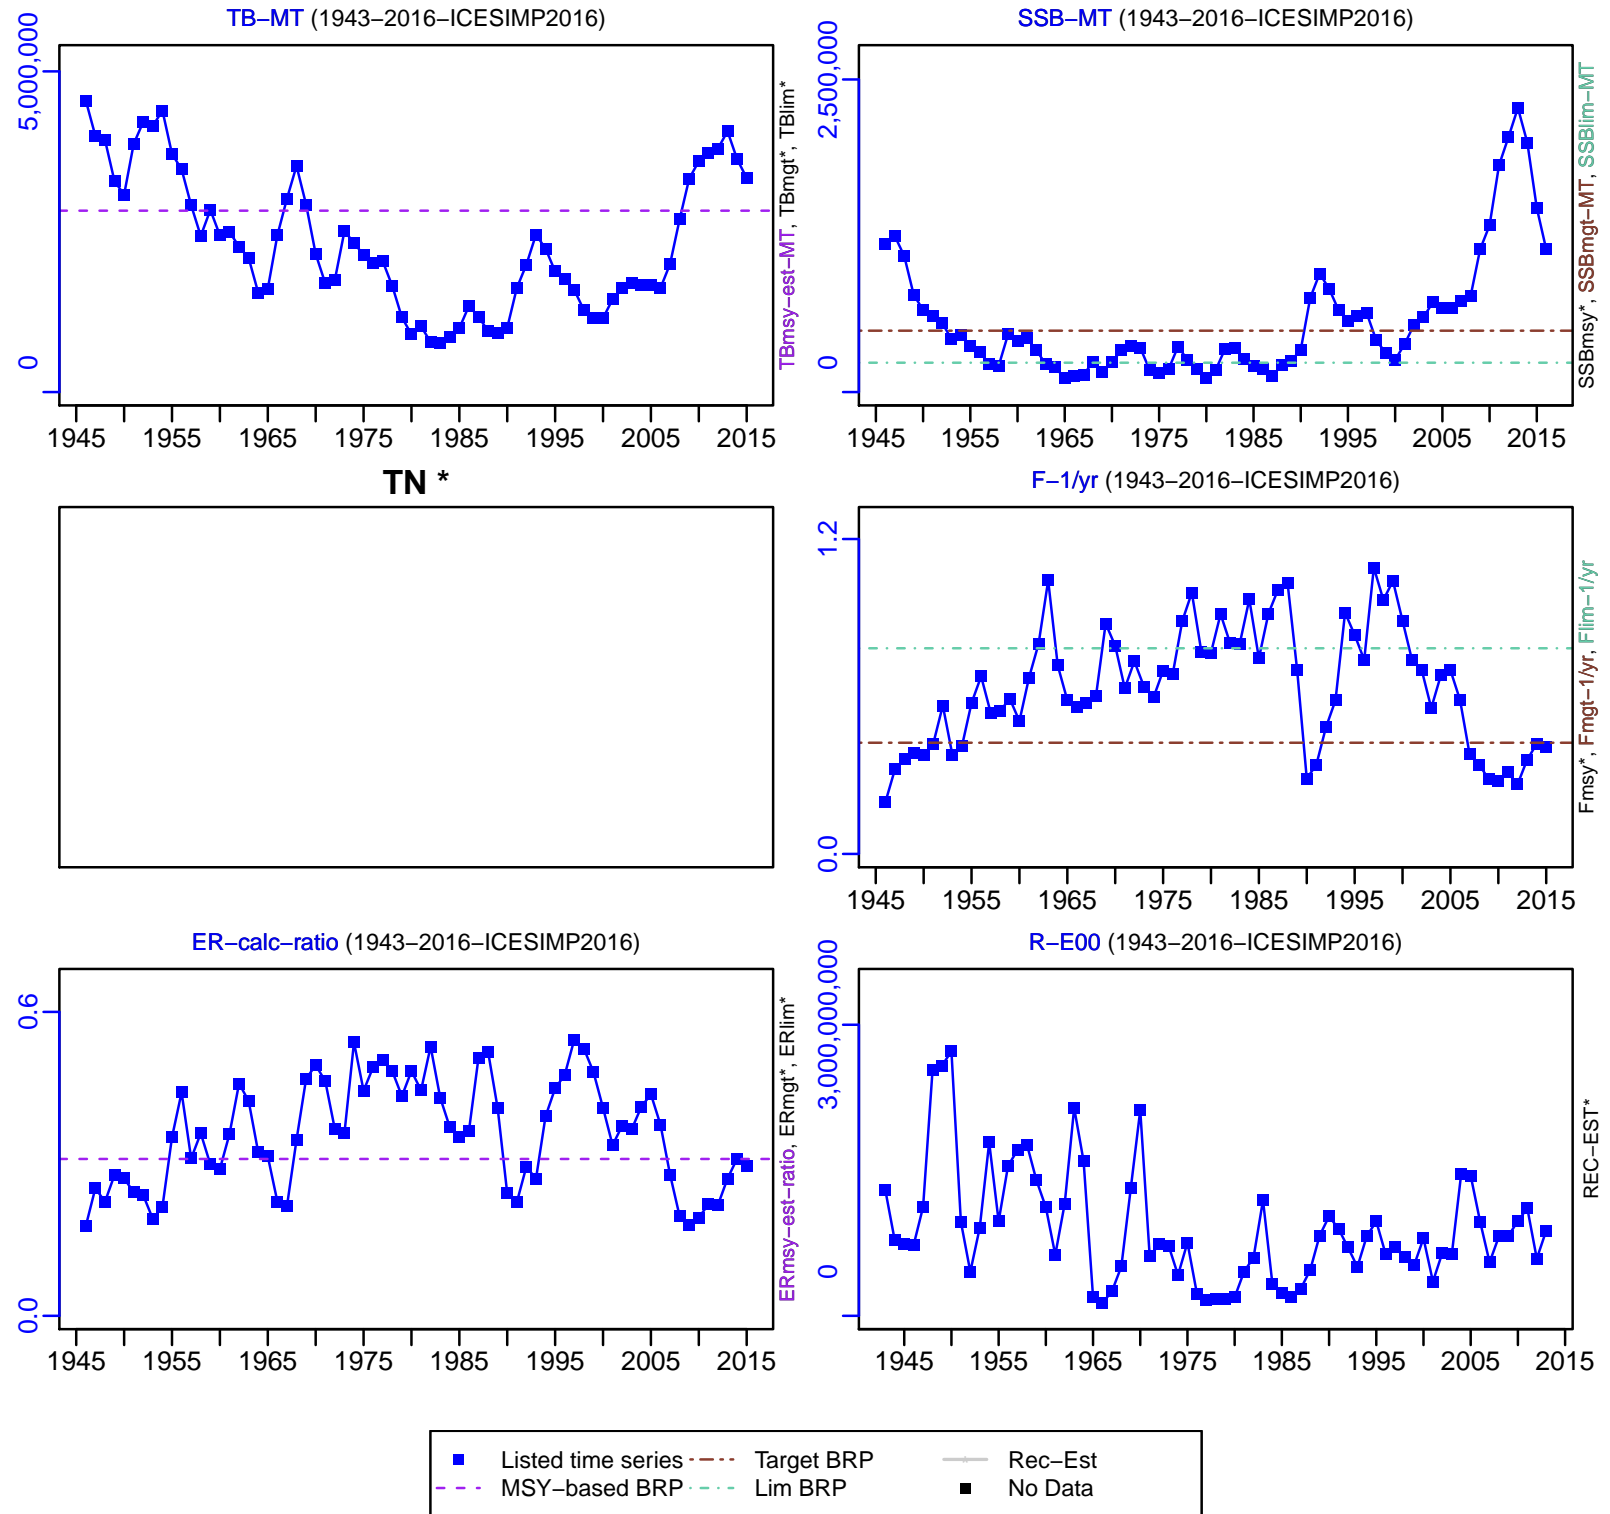 TB−MT (1943−2016−ICESIMP2016)
5,000,000
0
TBmsy−est−MT, TBmgt*, TBlim*
1945 1955 1965 1975 1985 1995 2005 2015
SSB−MT (1943−2016−ICESIMP2016)
2,500,000
0
SSBmsy*, SSBmgt−MT, SSBlim−MT
1945 1955 1965 1975 1985 1995 2005 2015
TN *
F−1/yr (1943−2016−ICESIMP2016)
1.2
0.0
Fmsy*, Fmgt−1/yr, Flim−1/yr
1945 1955 1965 1975 1985 1995 2005 2015
ER−calc−ratio (1943−2016−ICESIMP2016)
0.6
0.0
ERmsy−est−ratio, ERmgt*, ERlim*
1945 1955 1965 1975 1985 1995 2005 2015
R−E00 (1943−2016−ICESIMP2016)
3,000,000,000
0
REC−EST*
1945 1955 1965 1975 1985 1995 2005 2015
Listed time series Target BRP Rec−Est
MSY−based BRP Lim BRP No Data